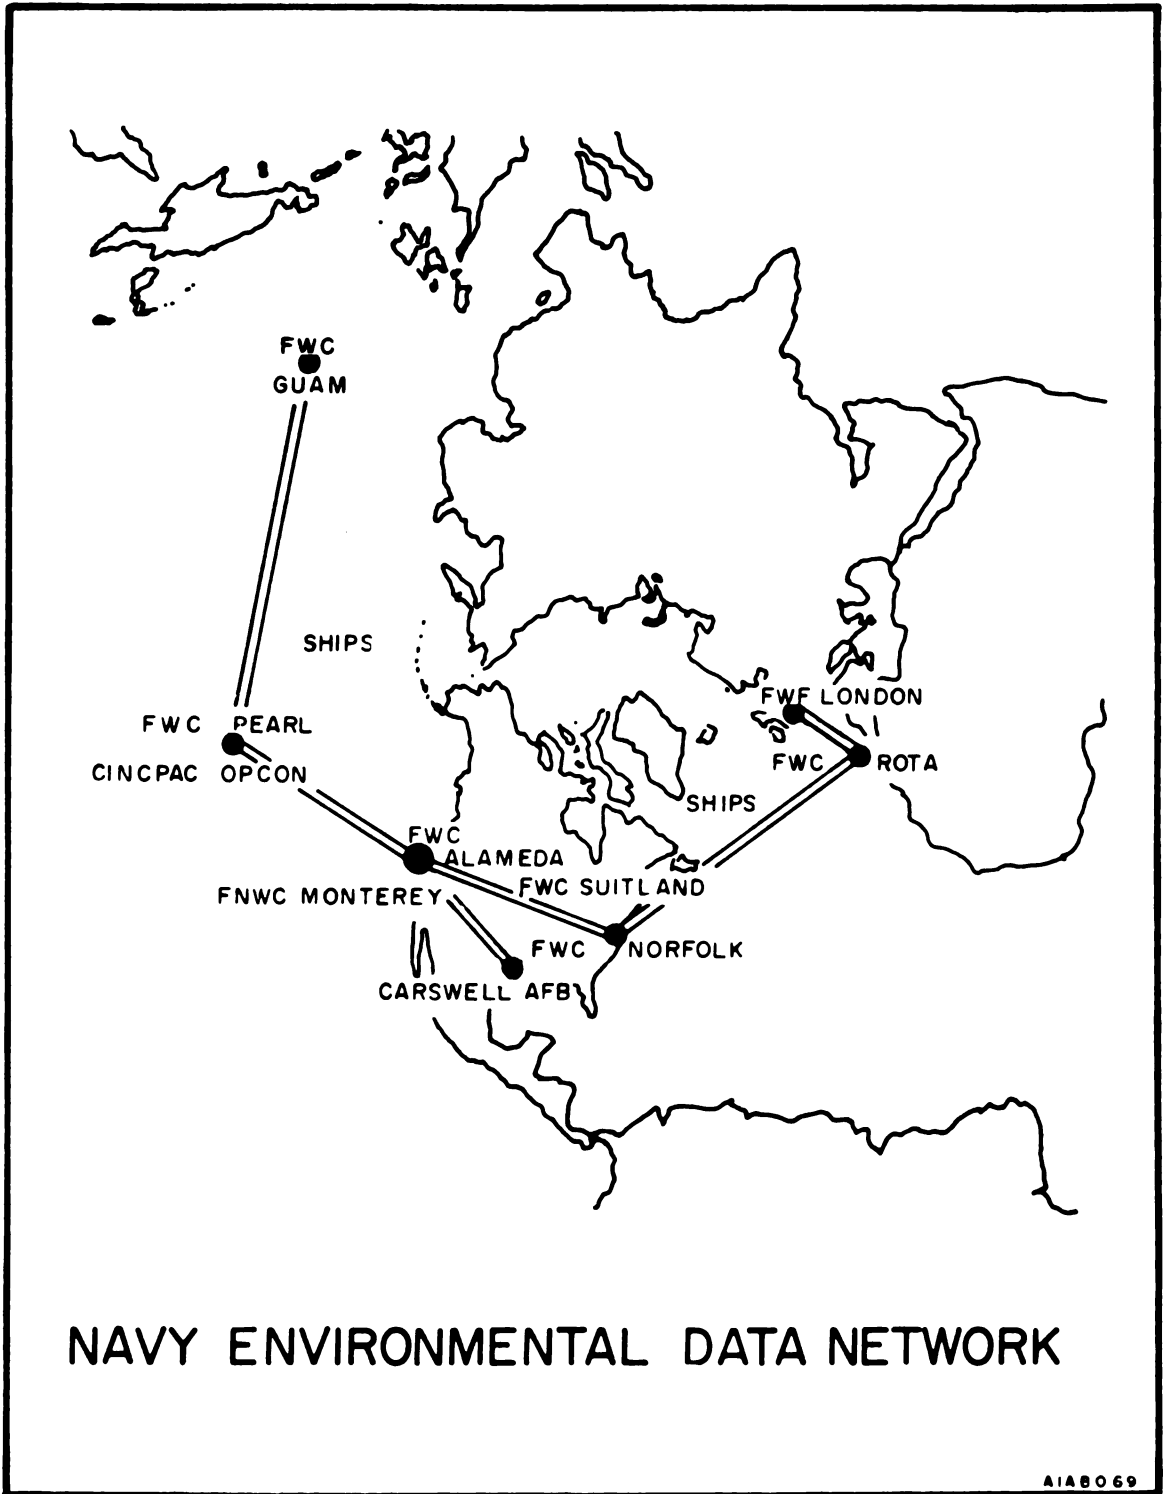 FWC
GUAM
SHIPS
FWC PEARL
CINCPAC OPCON
FWF LONDON
FWC ROTA
SHIPS
FWC
ALAMEDA
FNWC MONTEREY
FWC SUITLAND
FWC NORFOLK
CARSWELL AFB
NAVY ENVIRONMENTAL DATA NETWORK
A1AB069